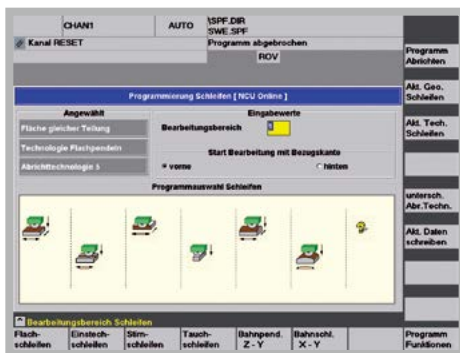 CHAN1 AUTO \SPF.DIR
SWE.SPF
Kanal RESET Programm abgebrochen
ROV
Programm
Abrichten
Akt. Geo.
Schleifen
Akt. Tech.
Schleifen
untersch.
Abr.Techn.
Akt. Daten
schreiben
Programm
Funktionen
Programmierung Schleifen [ NCU Online ]
Angewählt Eingabewerte
Fläche gleicher Teilung
Technologie Flachpendeln
Abrichttechnologie 5
Bearbeitungsbereich
Start Bearbeitung mit Bezugskante
vorne hinten
Programmauswahl Schleifen
Bearbeitungsbereich Schleifen
Flach-
schleifen
Einstech-
schleifen
Stirn-
schleifen
Tauch-
schleifen
Bahnpend.
Z - Y
Bahnschl.
X - Y